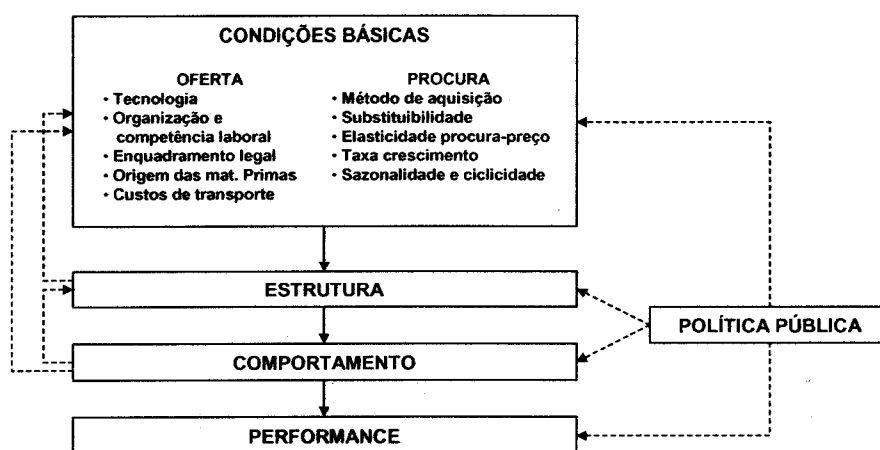 CONDIÇÕES BÁSICAS
OFERTA
• Tecnologia
• Organização e
competência laboral
• Enquadramento legal
• Origem das mat. Primas
• Custos de transporte
PROCURA
• Método de aquisição
• Substituibilidade
• Elasticidade procura-preço
• Taxa crescimento
• Sazonalidade e ciclicidade
ESTRUTURA
POLÍTICA PÚBLICA
COMPORTAMENTO
PERFORMANCE